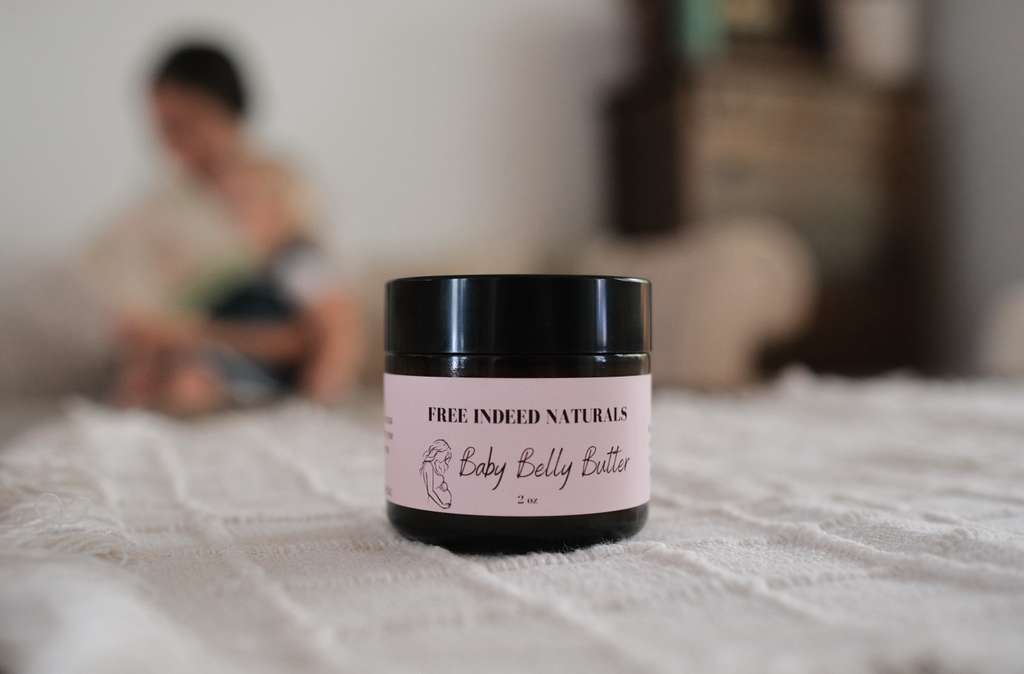 FREE INDEED NATURALS
Baby Belly Butter
2 oz